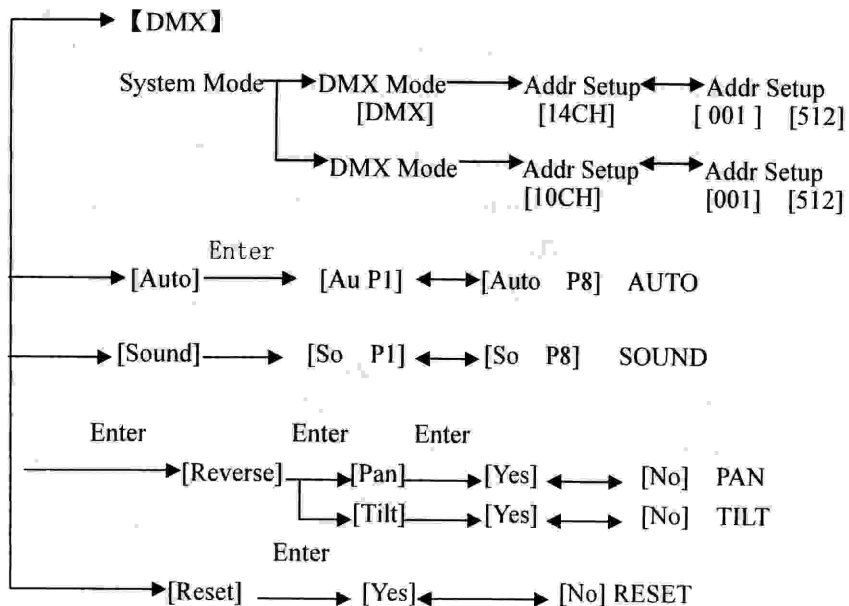 【DMX】
System Mode DMX Mode Addr Setup Addr Setup
[DMX] [14CH] [ 001 ] [512]
DMX Mode Addr Setup Addr Setup
[10CH] [001] [512]
Enter
[Auto] [Au P1] [Auto P8] AUTO
[Sound] [So P1] [So P8] SOUND
Enter Enter Enter
[Reverse] [Pan] [Yes] [No] PAN
[Tilt] [Yes] [No] TILT
Enter
[Reset] [Yes] [No] RESET